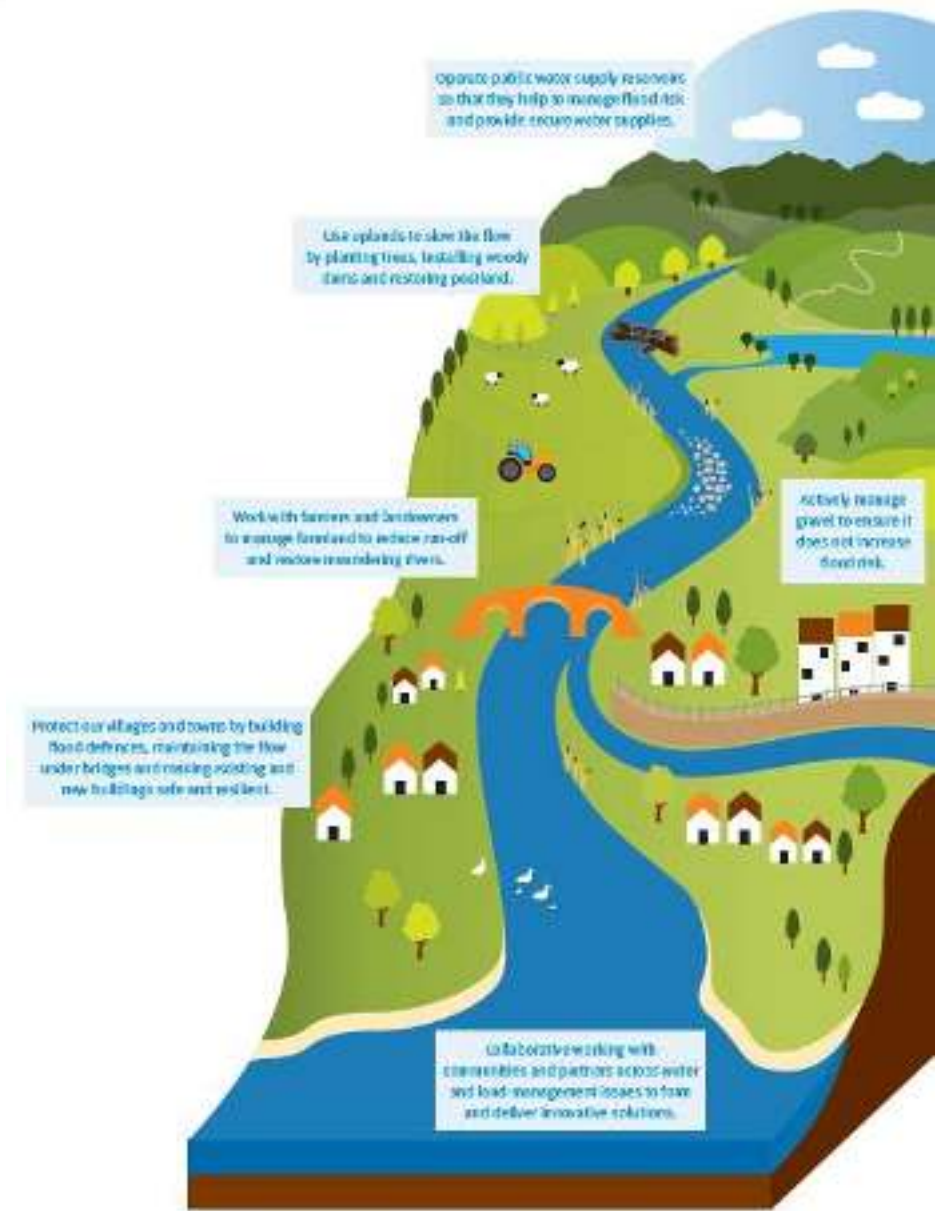 Operate public water supply reservoirs
so that they help to manage flood risk
and provide secure water supplies.
Use uplands to slow the flow
by planting trees, installing woody
dams and restoring peatland.
Work with farmers and landowners
to manage farmland to reduce run-off
and restore meandering rivers.
Actively manage
gravel to ensure it
does not increase
flood risk.
Protect our villages and towns by building
flood defences, maintaining the flow
under bridges and making existing and
new buildings safe and resilient.
Collaborative working with
communities and partners across water
and land management issues to form
and deliver innovative solutions.